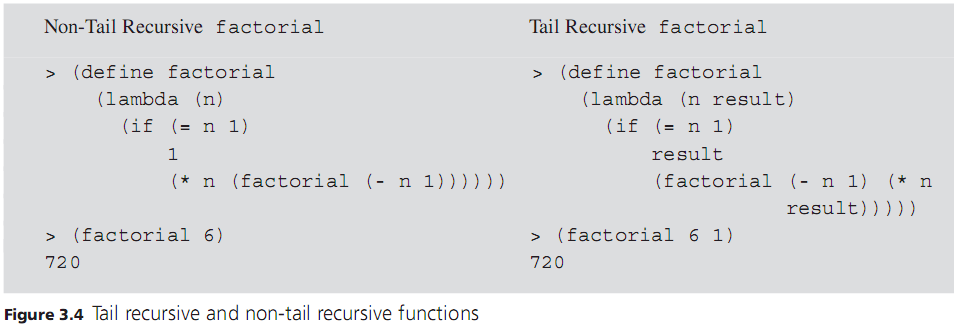 Non-Tail Recursive factorial
> (define factorial
(lambda (n)
(if (= n 1)
1
(* n (factorial (- n 1))))))
> (factorial 6)
720
Tail Recursive factorial
> (define factorial
(lambda (n result)
(if (= n 1)
result
(factorial (- n 1) (* n
result)))))
> (factorial 6 1)
720
Figure 3.4 Tail recursive and non-tail recursive functions